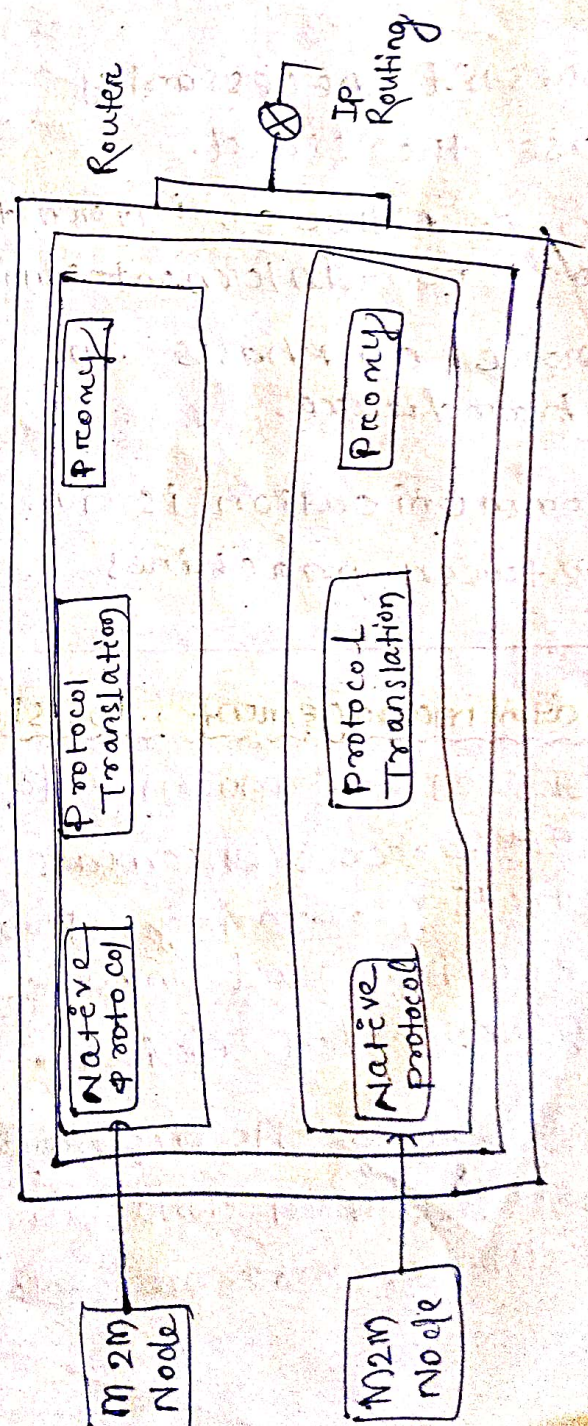 M2M
Node
Native
protocol
Protocol
Translation
Proxy
Router
IP
Routing
M2M
Node
Native
protocol
Protocol
Translation
Proxy